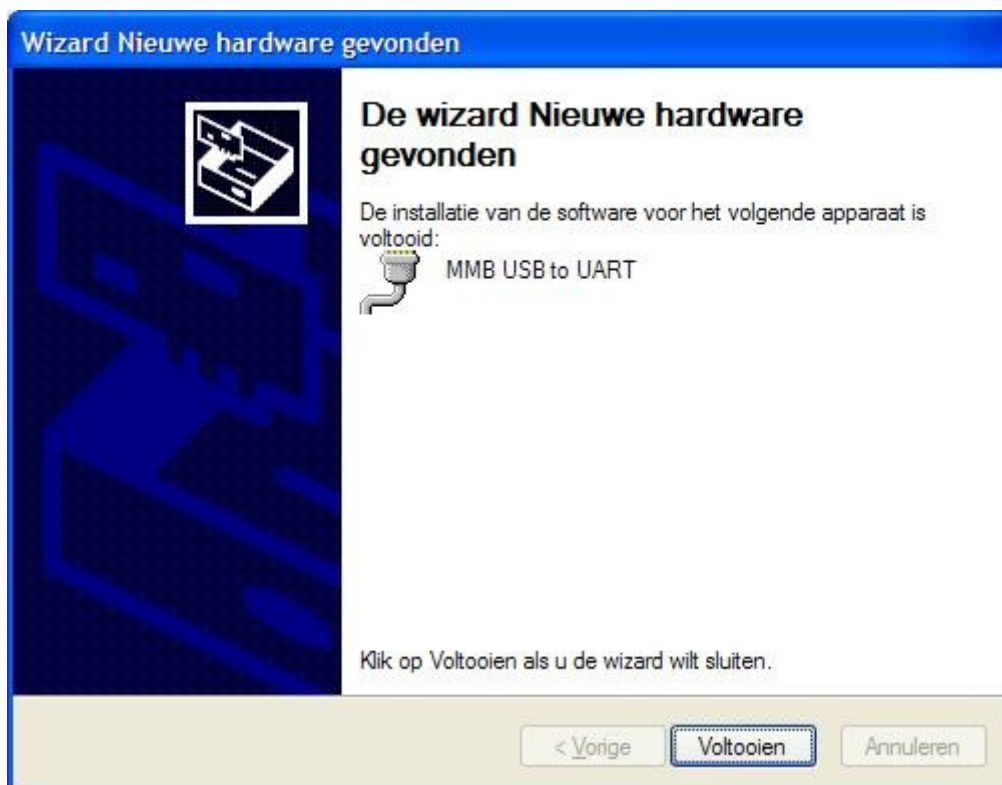 Wizard Nieuwe hardware gevonden
De wizard Nieuwe hardware
gevonden
De installatie van de software voor het volgende apparaat is
voltooid:
MMB USB to UART
Klik op Voltooien als u de wizard wilt sluiten.
< Vorige
Voltooien
Annuleren